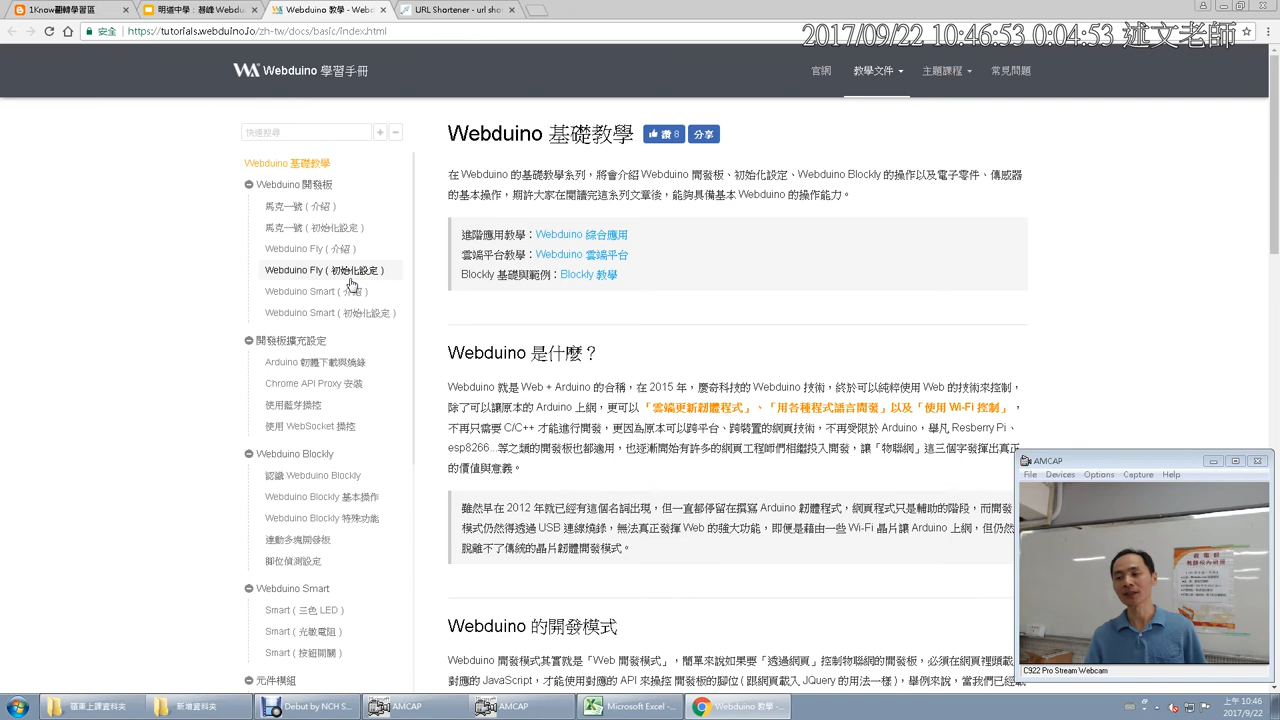 1Know翻轉學習區
明道中學：基峰 Webdu
Webduino 教學 - Webd
URL Shortener - url sho
安全
https://tutorials.webduino.io/zh-tw/docs/basic/index.html
2017/09/22 10:46:53 0:04:53 述文老師
Webduino 學習手冊
官網
教學文件
主題課程
常見問題
快速搜尋
Webduino 基礎教學
Webduino 開發板
馬克一號 ( 介紹 )
馬克一號 ( 初始化設定 )
Webduino Fly ( 介紹 )
Webduino Fly ( 初始化設定 )
Webduino Smart ( 介紹 )
Webduino Smart ( 初始化設定 )
開發板擴充設定
Arduino 韌體下載與燒錄
Chrome API Proxy 安裝
使用藍芽操控
使用 WebSocket 操控
Webduino Blockly
認識 Webduino Blockly
Webduino Blockly 基本操作
Webduino Blockly 特殊功能
連動多塊開發板
腳位偵測設定
Webduino Smart
Smart ( 三色 LED )
Smart ( 光敏電阻 )
Smart ( 按鈕開關 )
元件模組
Webduino 基礎教學
讚 8
分享
在 Webduino 的基礎教學系列，將會介紹 Webduino 開發板、初始化設定、Webduino Blockly 的操作以及電子零件、傳感器
的基本操作，期許大家在閱讀完這系列文章後，能夠具備基本 Webduino 的操作能力。
進階應用教學：Webduino 綜合應用
雲端平台教學：Webduino 雲端平台
Blockly 基礎與範例：Blockly 教學
Webduino 是什麼？
Webduino 就是 Web + Arduino 的合稱，在 2015 年，慶奇科技的 Webduino 技術，終於可以純粹使用 Web 的技術來控制，
除了可以讓原本的 Arduino 上網，更可以「雲端更新韌體程式」、「用各種程式語言開發」以及「使用 Wi-Fi 控制」，
不再只需要 C/C++ 才能進行開發，更因為原本可以跨平台、跨裝置的網頁技術，不再受限於 Arduino，舉凡 Resberry Pi、
esp8266...等之類的開發板也都適用，也逐漸開始有許多的網頁工程師們相繼投入開發，讓「物聯網」這三個字發揮出真正
的價值與意義。
雖然早在 2012 年就已經有這個名詞出現，但一直都停留在撰寫 Arduino 韌體程式，網頁程式只是輔助的階段，而開發
模式仍然得透過 USB 連線燒錄，無法真正發揮 Web 的強大功能，即便是藉由一些 Wi-Fi 晶片讓 Arduino 上網，但仍然
脫離不了傳統的晶片韌體開發模式。
Webduino 的開發模式
Webduino 開發模式其實就是「Web 開發模式」，簡單來說如果要「透過網頁」控制物聯網的開發板，必須在網頁裡頭載
對應的 JavaScript，才能使用對應的 API 來操控 開發板的腳位 ( 跟網頁載入 JQuery 的用法一樣 )，舉例來說，當我們已經
AMCAP
File Devices Options Capture Help
C922 Pro Stream Webcam
翻車上課資料夾
新增資料夾
Debut by NCH S...
AMCAP
AMCAP
Microsoft Excel -...
Webduino 教學 -...
上午 10:46
2017/9/22